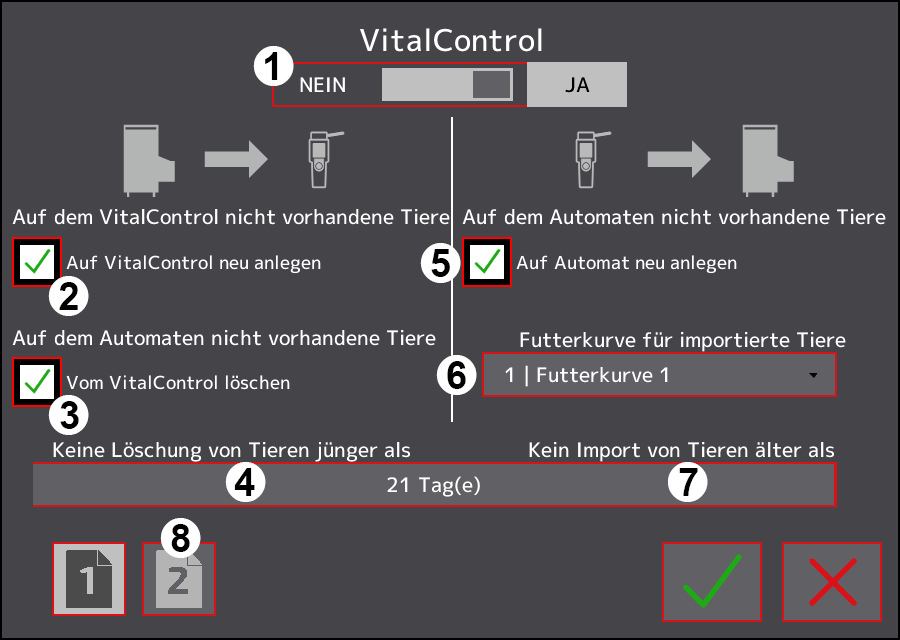 VitalControl
1 NEIN JA
Auf dem VitalControl nicht vorhandene Tiere
Auf VitalControl neu anlegen
2
Auf dem Automaten nicht vorhandene Tiere
Vom VitalControl löschen
3
Auf dem Automaten nicht vorhandene Tiere
5 Auf Automat neu anlegen
Futterkurve für importierte Tiere
6 1 | Futterkurve 1
Keine Löschung von Tieren jünger als
Kein Import von Tieren älter als
4 21 Tag(e) 7
8
1 2